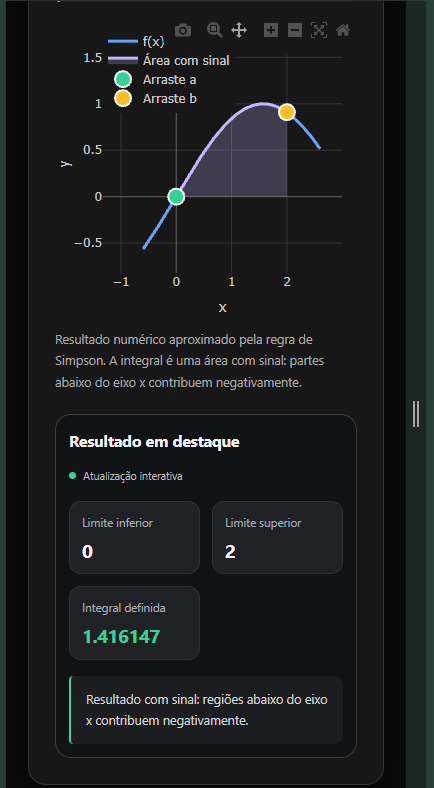 f(x)
Área com sinal
Arraste a
Arraste b
1.5
1
0.5
0
−0.5
y
−1
0
1
2
x
Resultado numérico aproximado pela regra de
Simpson. A integral é uma área com sinal: partes
abaixo do eixo x contribuem negativamente.
Resultado em destaque
Atualização interativa
Limite inferior
0
Limite superior
2
Integral definida
1.416147
Resultado com sinal: regiões abaixo do eixo
x contribuem negativamente.